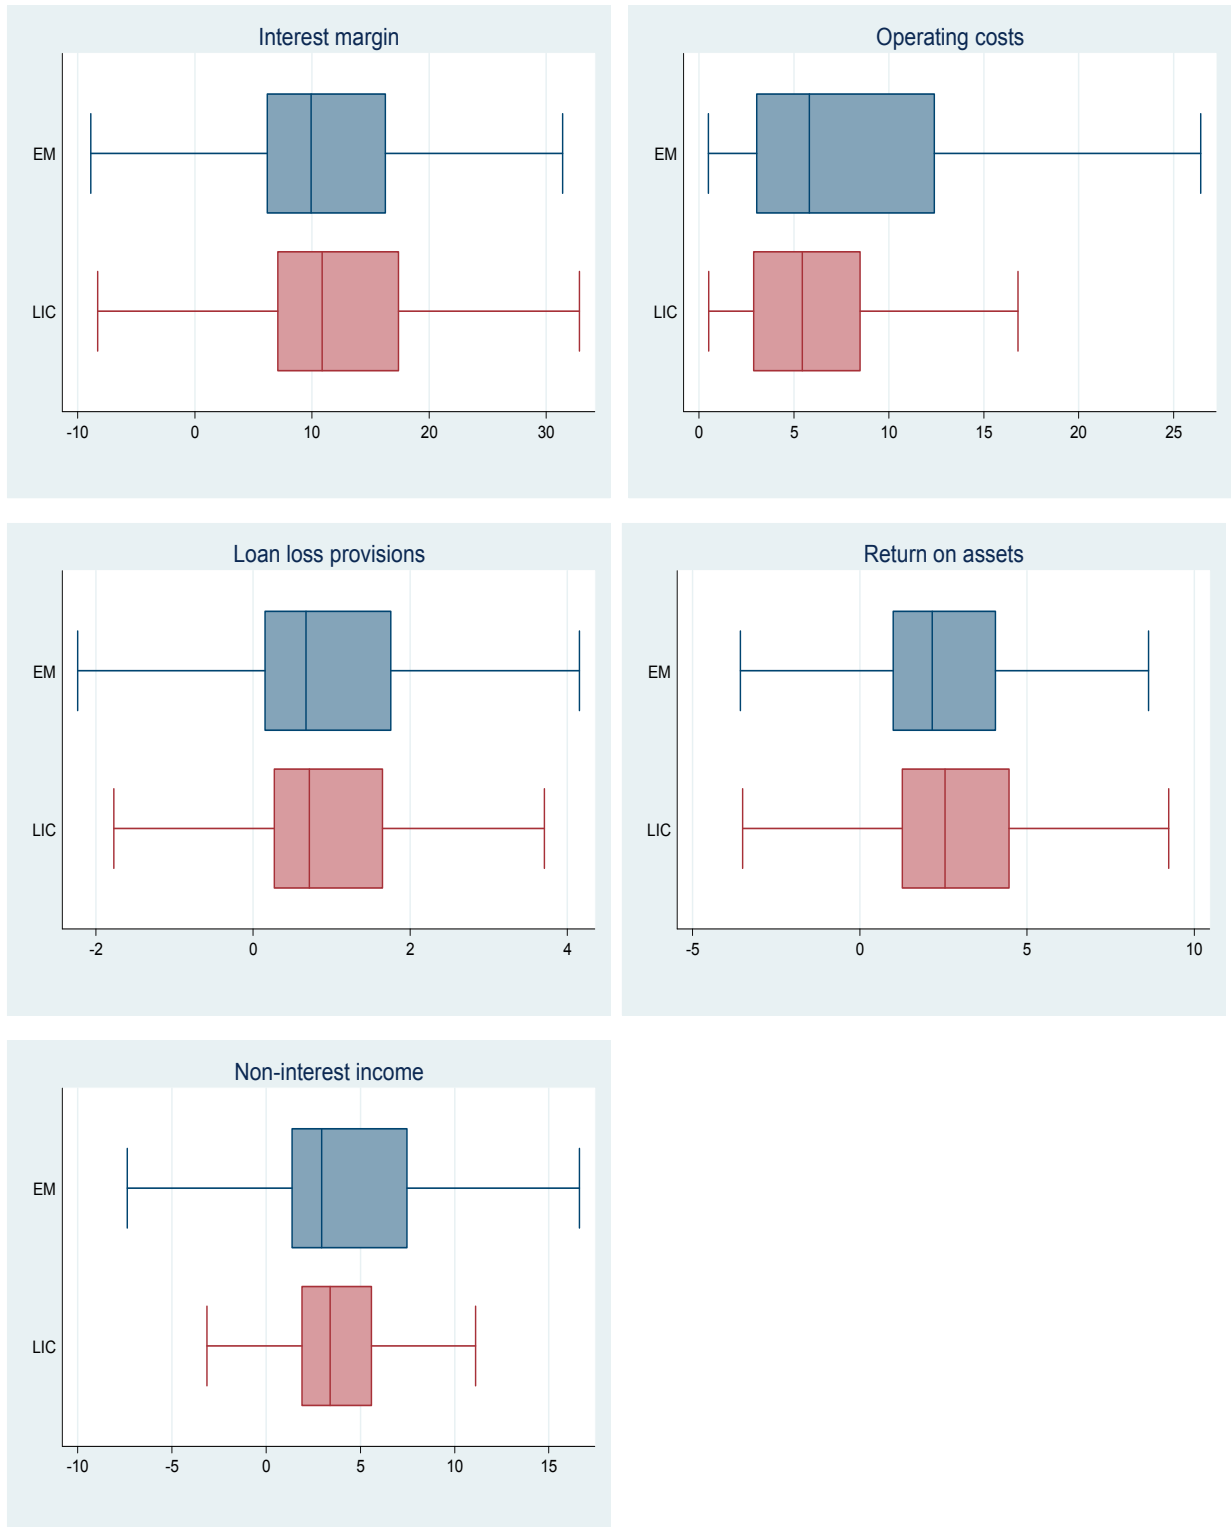 Interest margin
EM
LIC
-10 0 10 20 30
Operating costs
EM
LIC
0 5 10 15 20 25
Loan loss provisions
EM
LIC
-2 0 2 4
Return on assets
EM
LIC
-5 0 5 10
Non-interest income
EM
LIC
-10 -5 0 5 10 15